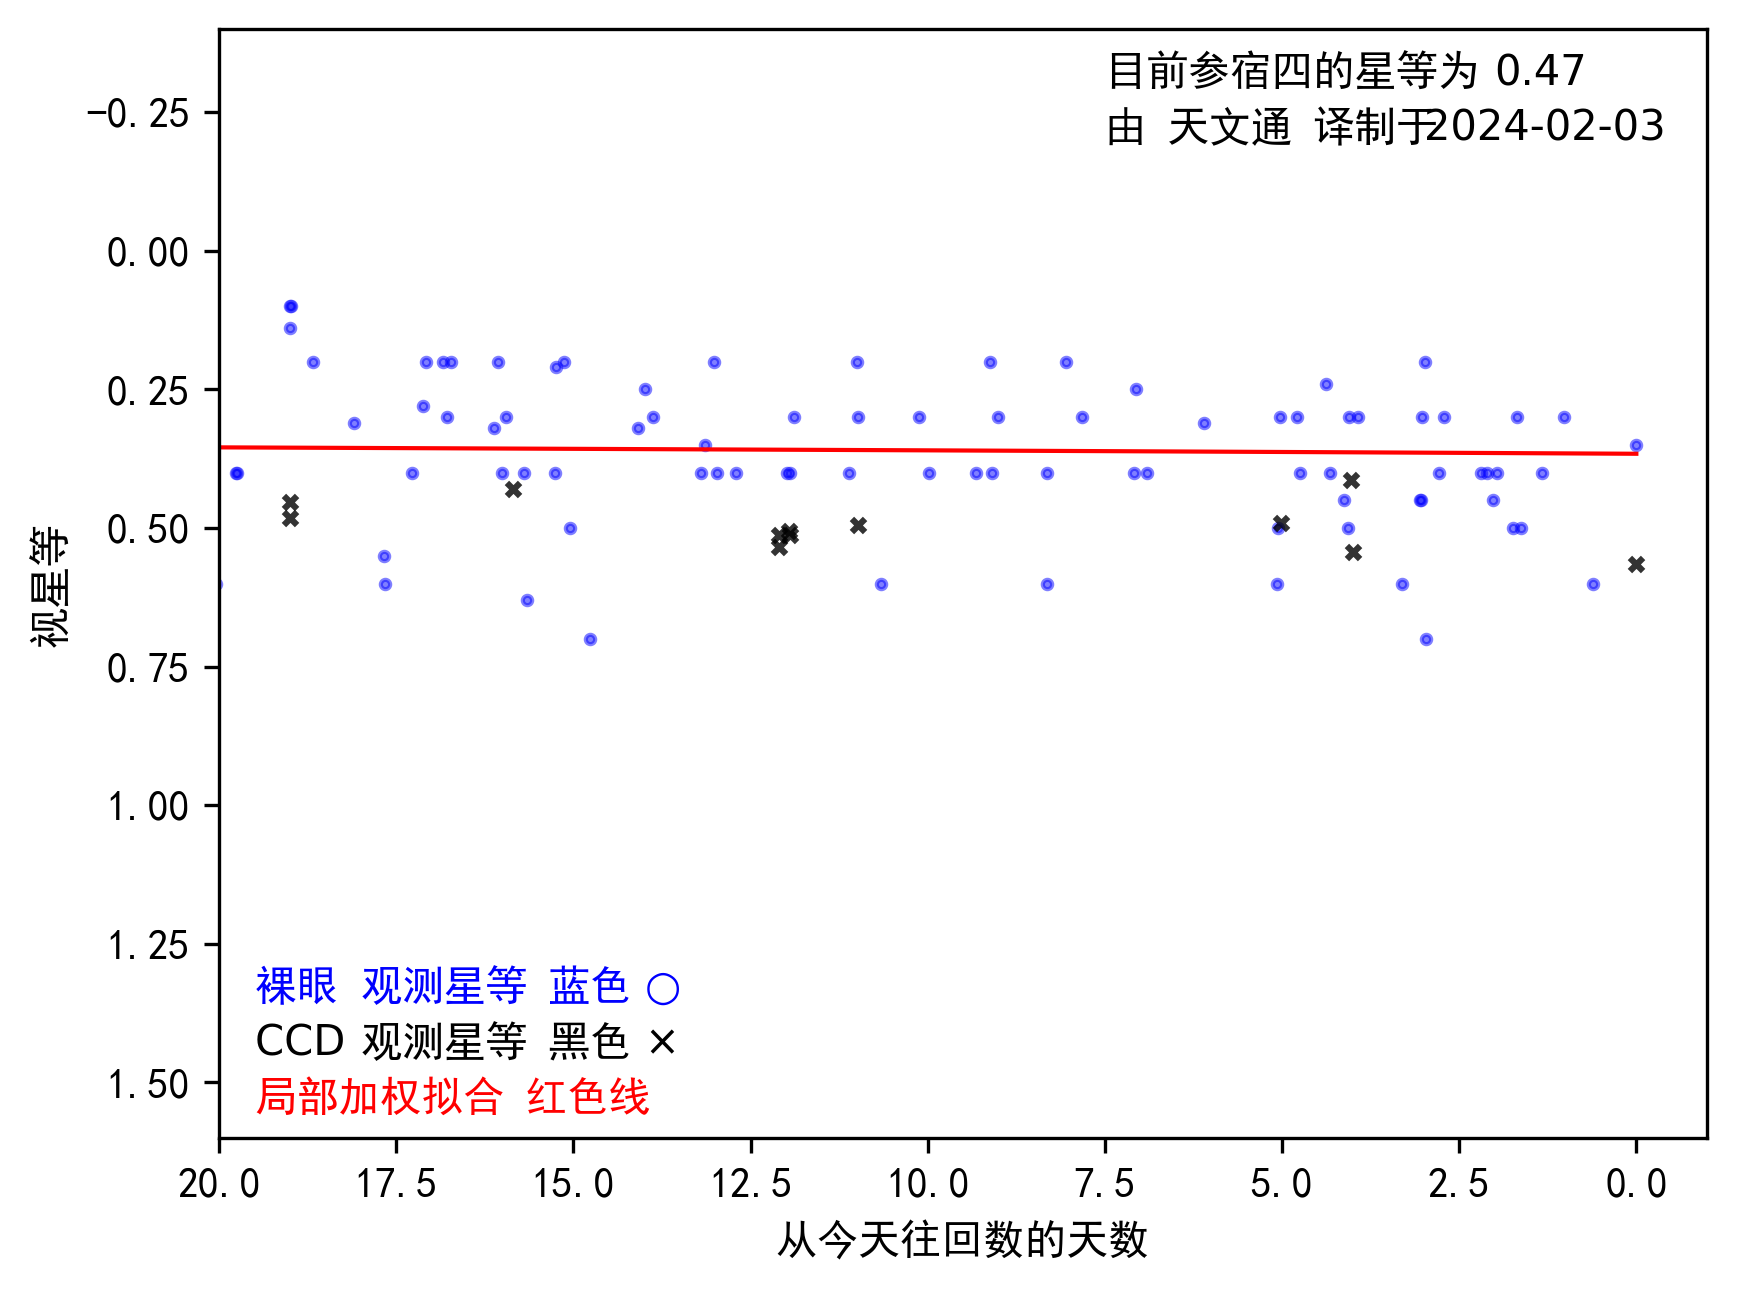 目前参宿四的星等为 0.47
由 天文通 译制于2024-02-03
−0.25
0.00
0.25
0.50
0.75
1.00
1.25
1.50
视星等
裸眼 观测星等 蓝色 ○
CCD 观测星等 黑色 ×
局部加权拟合 红色线
20.0 17.5 15.0 12.5 10.0 7.5 5.0 2.5 0.0
从今天往回数的天数